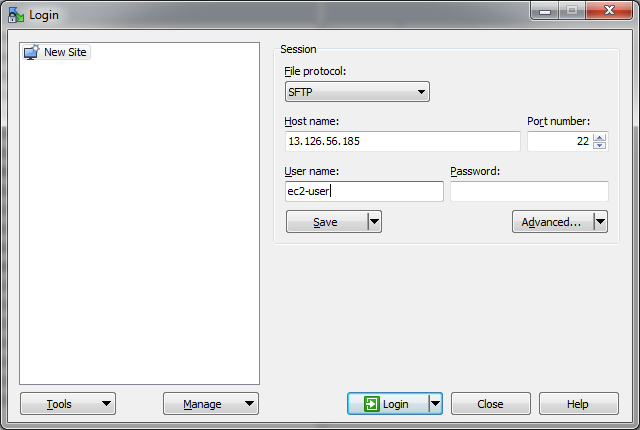 Login
New Site
Session
File protocol:
SFTP
Host name:
Port number:
13.126.56.185
22
User name:
Password:
ec2-user
Save
Advanced...
Tools
Manage
Login
Close
Help